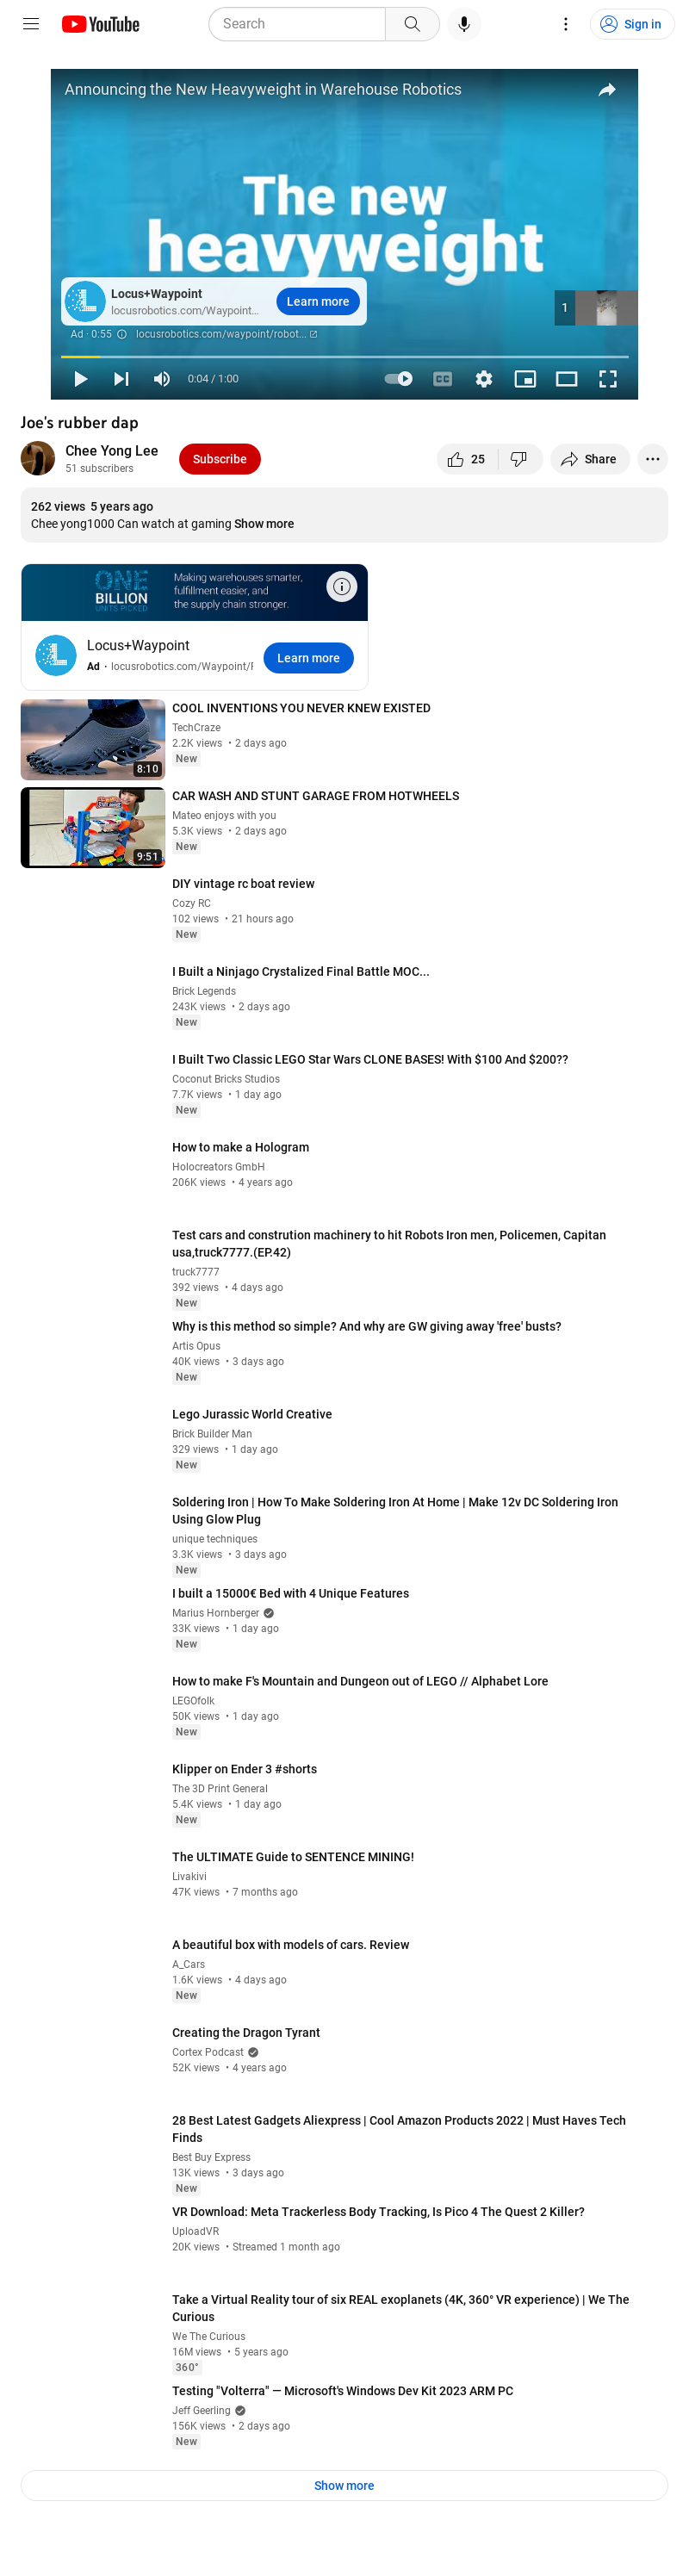 YouTube
Search
Sign in
Announcing the New Heavyweight in Warehouse Robotics
The new
heavyweight
Locus+Waypoint
locusrobotics.com/Waypoint...
Learn more
1
Ad · 0:55
locusrobotics.com/waypoint/robot...
0:04 / 1:00
CC
Joe's rubber dap
Chee Yong Lee
51 subscribers
Subscribe
25
Share
262 views 5 years ago
Chee yong1000 Can watch at gaming Show more
ONE
BILLION
UNITS PICKED
Making warehouses smarter,
fulfillment easier, and
the supply chain stronger.
Locus+Waypoint
Ad • locusrobotics.com/Waypoint/F
Learn more
COOL INVENTIONS YOU NEVER KNEW EXISTED
TechCraze
2.2K views • 2 days ago
New
8:10
CAR WASH AND STUNT GARAGE FROM HOTWHEELS
Mateo enjoys with you
5.3K views • 2 days ago
New
9:51
DIY vintage rc boat review
Cozy RC
102 views • 21 hours ago
New
I Built a Ninjago Crystalized Final Battle MOC...
Brick Legends
243K views • 2 days ago
New
I Built Two Classic LEGO Star Wars CLONE BASES! With $100 And $200??
Coconut Bricks Studios
7.7K views • 1 day ago
New
How to make a Hologram
Holocreators GmbH
206K views • 4 years ago
Test cars and constrution machinery to hit Robots Iron men, Policemen, Capitan
usa,truck7777.(EP.42)
truck7777
392 views • 4 days ago
New
Why is this method so simple? And why are GW giving away 'free' busts?
Artis Opus
40K views • 3 days ago
New
Lego Jurassic World Creative
Brick Builder Man
329 views • 1 day ago
New
Soldering Iron | How To Make Soldering Iron At Home | Make 12v DC Soldering Iron
Using Glow Plug
unique techniques
3.3K views • 3 days ago
New
I built a 15000€ Bed with 4 Unique Features
Marius Hornberger
33K views • 1 day ago
New
How to make F's Mountain and Dungeon out of LEGO // Alphabet Lore
LEGOfolk
50K views • 1 day ago
New
Klipper on Ender 3 #shorts
The 3D Print General
5.4K views • 1 day ago
New
The ULTIMATE Guide to SENTENCE MINING!
Livakivi
47K views • 7 months ago
A beautiful box with models of cars. Review
A_Cars
1.6K views • 4 days ago
New
Creating the Dragon Tyrant
Cortex Podcast
52K views • 4 years ago
28 Best Latest Gadgets Aliexpress | Cool Amazon Products 2022 | Must Haves Tech
Finds
Best Buy Express
13K views • 3 days ago
New
VR Download: Meta Trackerless Body Tracking, Is Pico 4 The Quest 2 Killer?
UploadVR
20K views • Streamed 1 month ago
Take a Virtual Reality tour of six REAL exoplanets (4K, 360° VR experience) | We The
Curious
We The Curious
16M views • 5 years ago
360°
Testing "Volterra" — Microsoft's Windows Dev Kit 2023 ARM PC
Jeff Geerling
156K views • 2 days ago
New
Show more